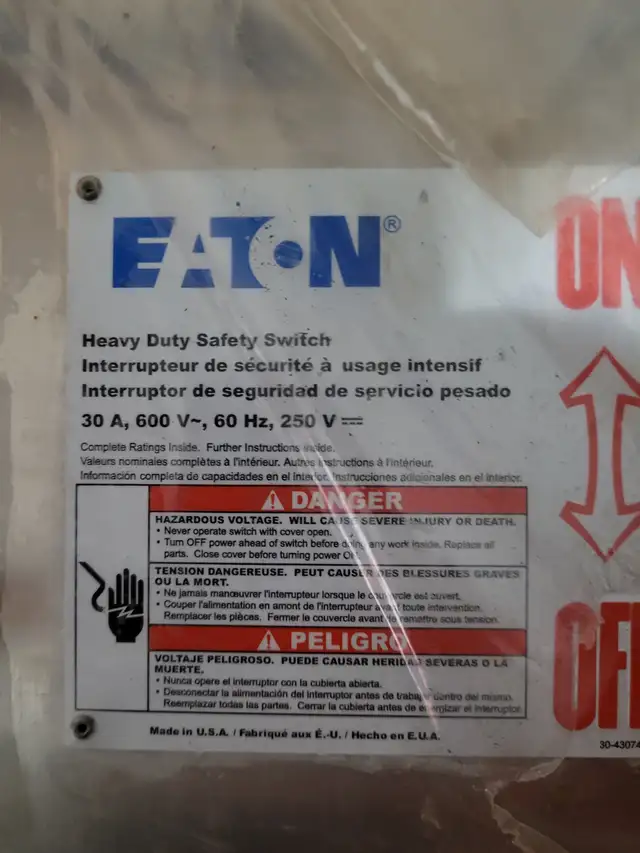 EATON®
ON
Heavy Duty Safety Switch
Interrupteur de sécurité à usage intensif
Interruptor de seguridad de servicio pesado
30 A, 600 V~, 60 Hz, 250 V ⎓
Complete Ratings Inside. Further Instructions Inside.
Valeurs nominales complètes à l'intérieur. Autres instructions à l'intérieur.
Información completa de capacidades en el interior. Instrucciones adicionales en el interior.
⚠ DANGER
HAZARDOUS VOLTAGE. WILL CAUSE SEVERE INJURY OR DEATH.
• Never operate switch with cover open.
• Turn OFF power ahead of switch before doing any work inside. Replace all
parts. Close cover before turning power ON.
TENSION DANGEREUSE. PEUT CAUSER DES BLESSURES GRAVES
OU LA MORT.
• Ne jamais manœuvrer l'interrupteur lorsque le couvercle est ouvert.
• Couper l'alimentation en amont de l'interrupteur avant toute intervention.
Remplacer les pièces. Fermer le couvercle avant de remettre sous tension.
⚠ PELIGRO
VOLTAJE PELIGROSO. PUEDE CAUSAR HERIDAS SEVERAS O LA
MUERTE.
• Nunca opere el interruptor con la cubierta abierta.
• Desconectar la alimentación del interruptor antes de trabajar dentro del mismo.
Reemplazar todas las partes. Cerrar la cubierta antes de energizar el interruptor.
OF
Made in U.S.A. / Fabriqué aux É.-U. / Hecho en E.U.A.
30-43074